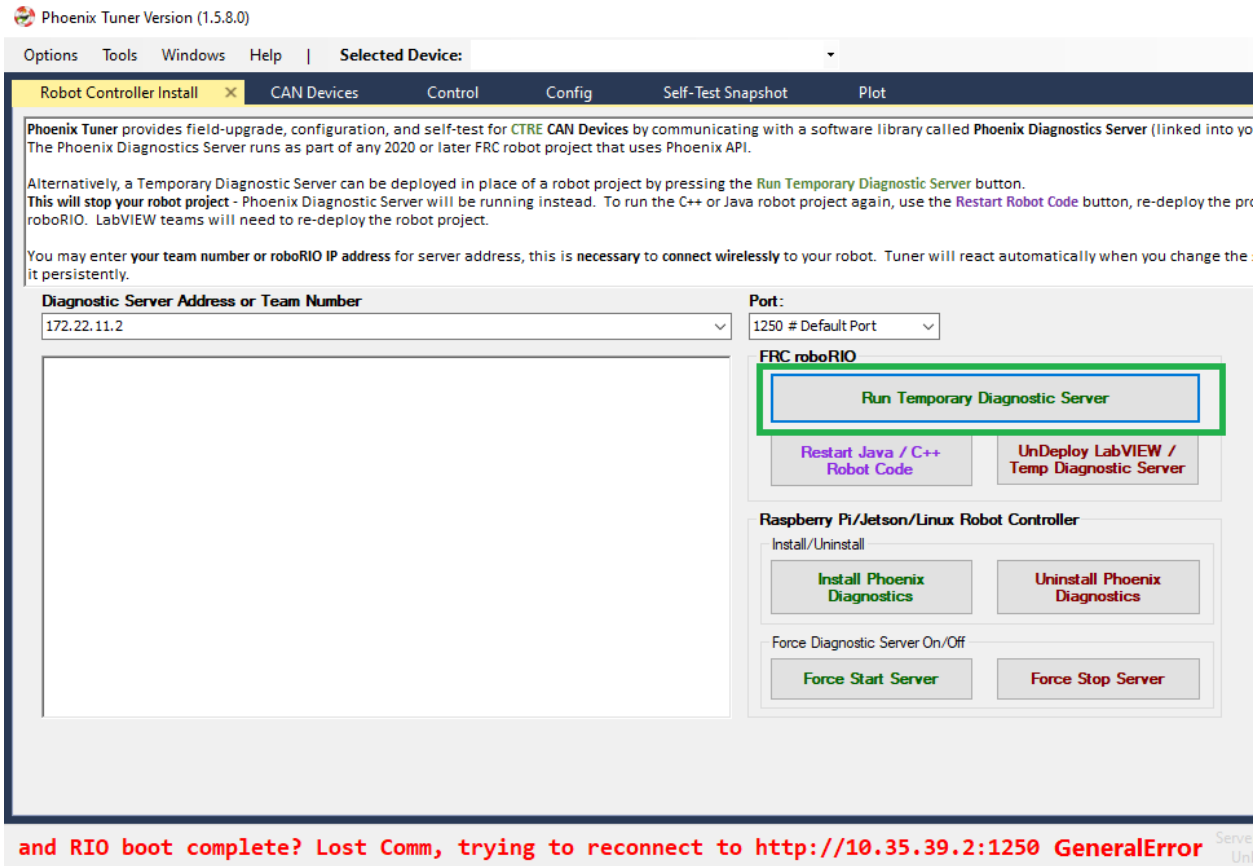 Phoenix Tuner Version (1.5.8.0)
Options Tools Windows Help | Selected Device:
Robot Controller Install × CAN Devices Control Config Self-Test Snapshot Plot
Phoenix Tuner provides field-upgrade, configuration, and self-test for CTRE CAN Devices by communicating with a software library called Phoenix Diagnostics Server (linked into yo
The Phoenix Diagnostics Server runs as part of any 2020 or later FRC robot project that uses Phoenix API.
Alternatively, a Temporary Diagnostic Server can be deployed in place of a robot project by pressing the Run Temporary Diagnostic Server button.
This will stop your robot project - Phoenix Diagnostic Server will be running instead. To run the C++ or Java robot project again, use the Restart Robot Code button, re-deploy the pro
roboRIO. LabVIEW teams will need to re-deploy the robot project.
You may enter your team number or roboRIO IP address for server address, this is necessary to connect wirelessly to your robot. Tuner will react automatically when you change the
it persistently.
Diagnostic Server Address or Team Number
172.22.11.2
Port:
1250 # Default Port
FRC roboRIO
Run Temporary Diagnostic Server
Restart Java / C++
Robot Code
UnDeploy LabVIEW /
Temp Diagnostic Server
Raspberry Pi/Jetson/Linux Robot Controller
Install/Uninstall
Install Phoenix
Diagnostics
Uninstall Phoenix
Diagnostics
Force Diagnostic Server On/Off
Force Start Server
Force Stop Server
and RIO boot complete? Lost Comm, trying to reconnect to http://10.35.39.2:1250 GeneralError
Serve